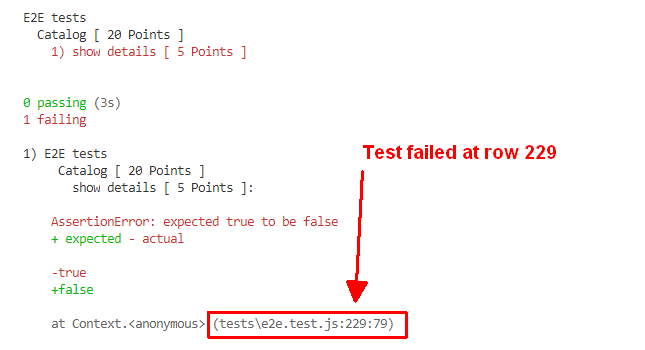 E2E tests
Catalog [ 20 Points ]
1) show details [ 5 Points ]
0 passing (3s)
1 failing
1) E2E tests
Test failed at row 229
Catalog [ 20 Points ]
show details [ 5 Points ]:
AssertionError: expected true to be false
+ expected - actual
-true
+false
at Context.<anonymous> (tests\e2e.test.js:229:79)